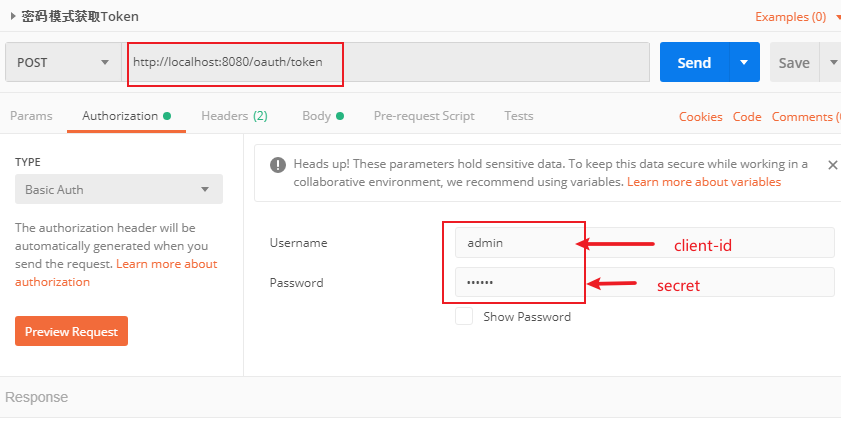 密码模式获取Token
Examples (0)
POST
http://localhost:8080/oauth/token
Send
Save
Params
Authorization
Headers (2)
Body
Pre-request Script
Tests
Cookies
Code
Comments (
TYPE
Basic Auth
The authorization header will be
automatically generated when you
send the request. Learn more about
authorization
Preview Request
Heads up! These parameters hold sensitive data. To keep this data secure while working in a
collaborative environment, we recommend using variables. Learn more about variables
Username
admin
client-id
Password
••••••
secret
Show Password
Response